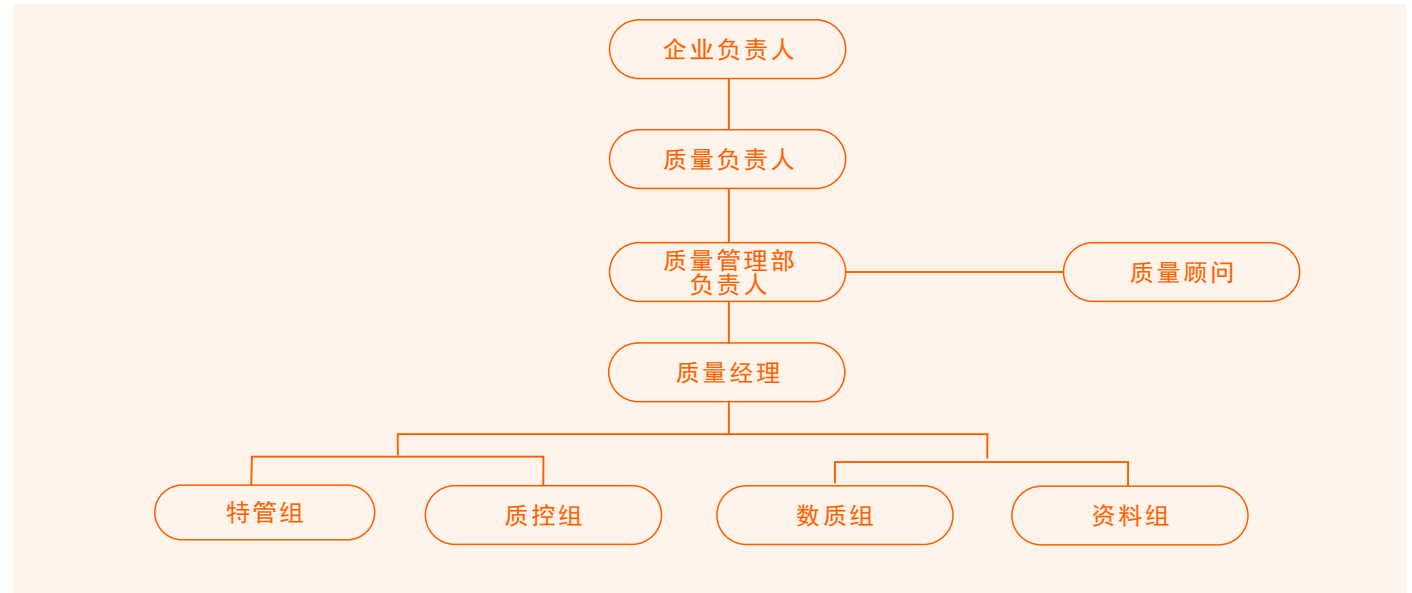 企业负责人
质量负责人
质量管理部
负责人
质量顾问
质量经理
特管组
质控组
数质组
资料组